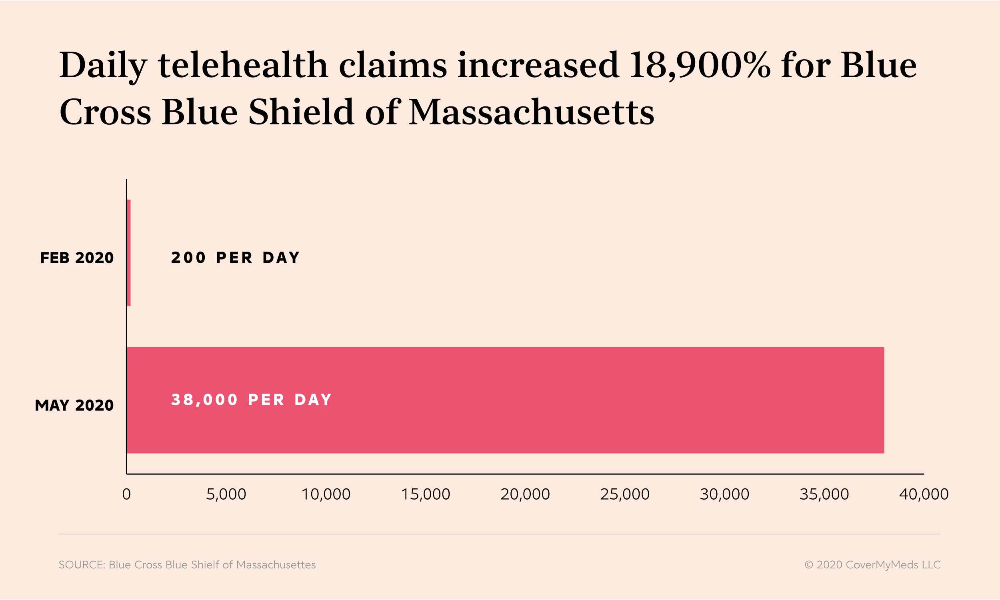 Daily telehealth claims increased 18,900% for Blue
Cross Blue Shield of Massachusetts
FEB 2020
200 PER DAY
MAY 2020
38,000 PER DAY
0
5,000
10,000
15,000
20,000
25,000
30,000
35,000
40,000
SOURCE: Blue Cross Blue Shielf of Massachusettes
© 2020 CoverMyMeds LLC